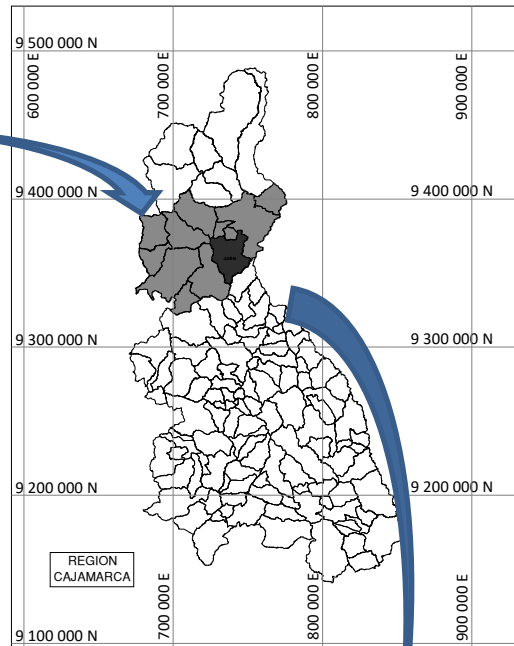 9 500 000 N
600 000 E
700 000 E
800 000 E
900 000 E
9 400 000 N
9 400 000 N
9 300 000 N
9 300 000 N
9 200 000 N
9 200 000 N
REGION
CAJAMARCA
700 000 E
800 000 E
900 000 E
9 100 000 N